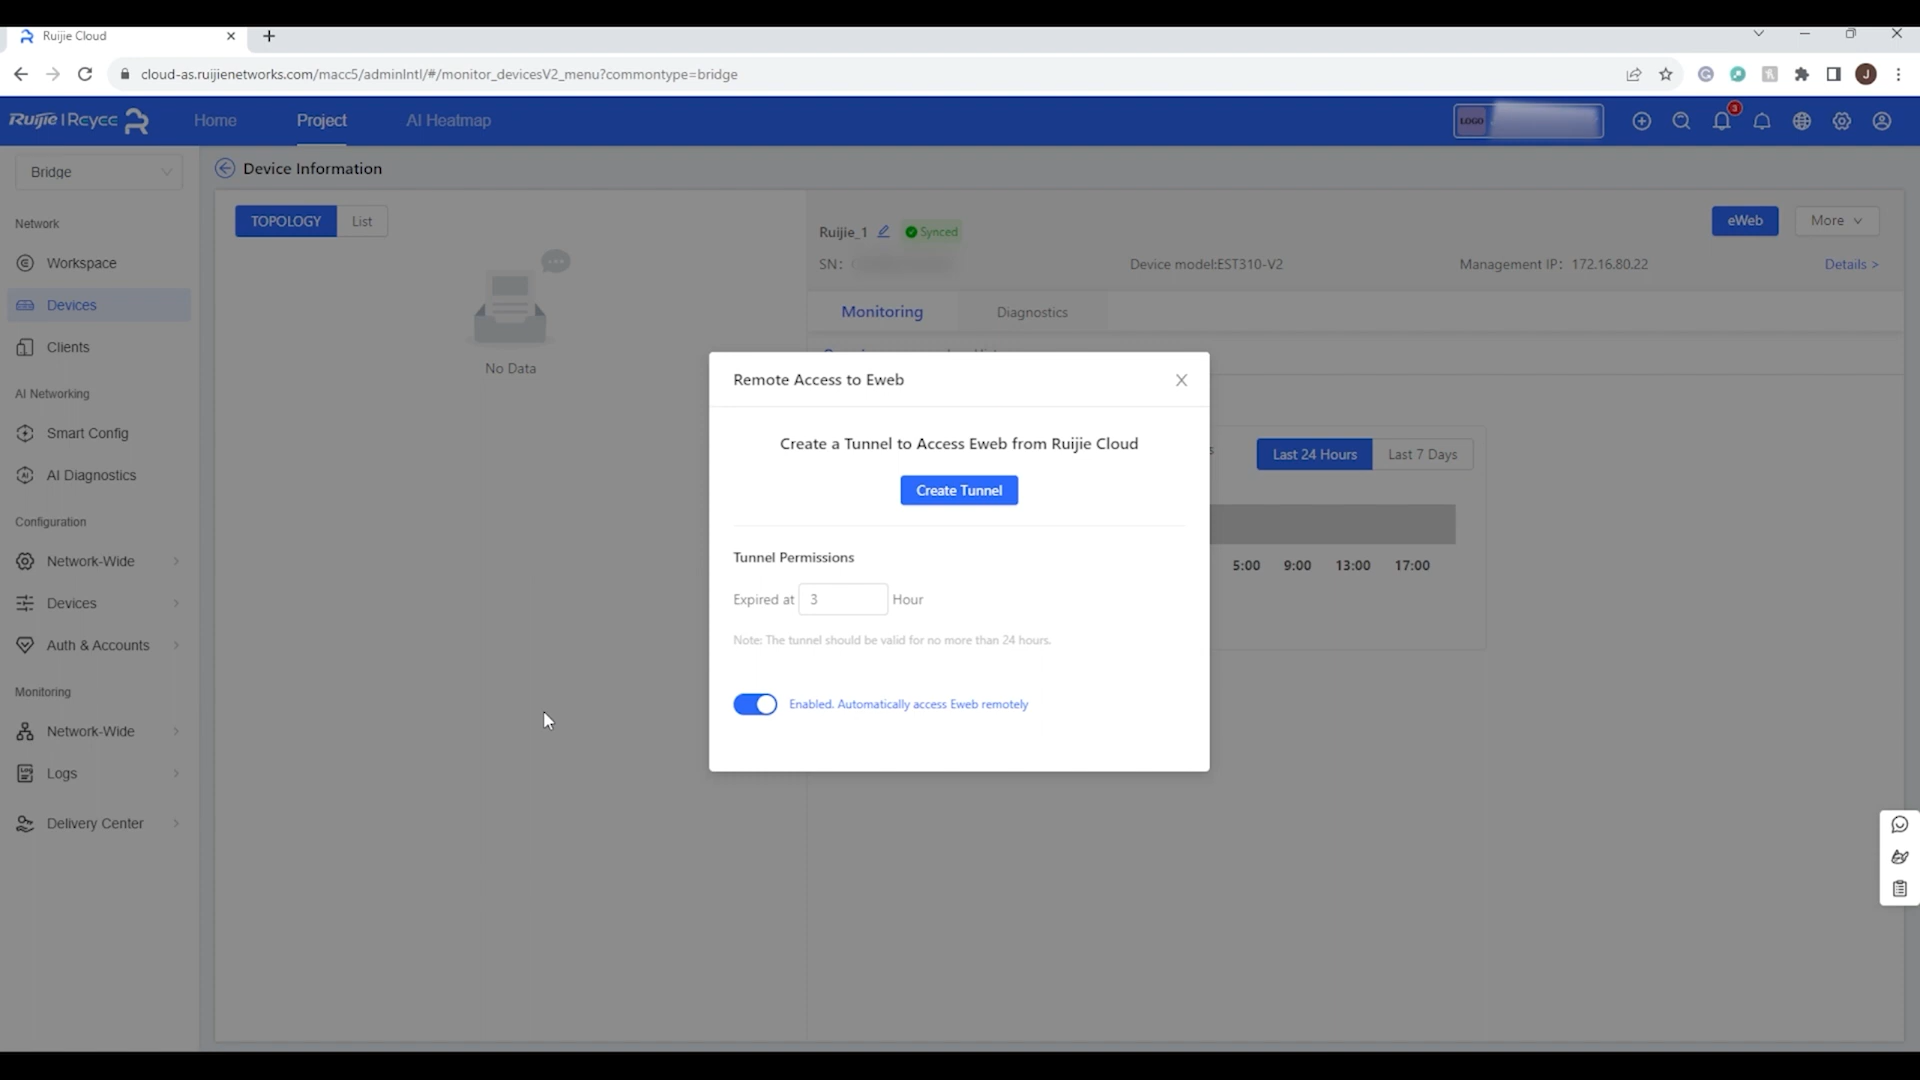 Ruijie Cloud
cloud-as.ruijienetworks.com/macc5/adminIntl/#/monitor_devicesV2_menu?commontype=bridge
J
Ruijie | Reyee
Home
Project
AI Heatmap
LOGO
3
Bridge
Device Information
Network
Workspace
Devices
Clients
AI Networking
Smart Config
AI Diagnostics
Configuration
Network-Wide
Devices
Auth & Accounts
Monitoring
Network-Wide
Logs
Delivery Center
TOPOLOGY
List
No Data
Ruijie_1
Synced
eWeb
More
SN:
Device model:EST310-V2
Management IP: 172.16.80.22
Details >
Monitoring
Diagnostics
Remote Access to Eweb
Create a Tunnel to Access Eweb from Ruijie Cloud
Create Tunnel
Tunnel Permissions
Expired at 3 Hour
Note: The tunnel should be valid for no more than 24 hours.
Enabled. Automatically access Eweb remotely
Last 24 Hours
Last 7 Days
5:00 9:00 13:00 17:00